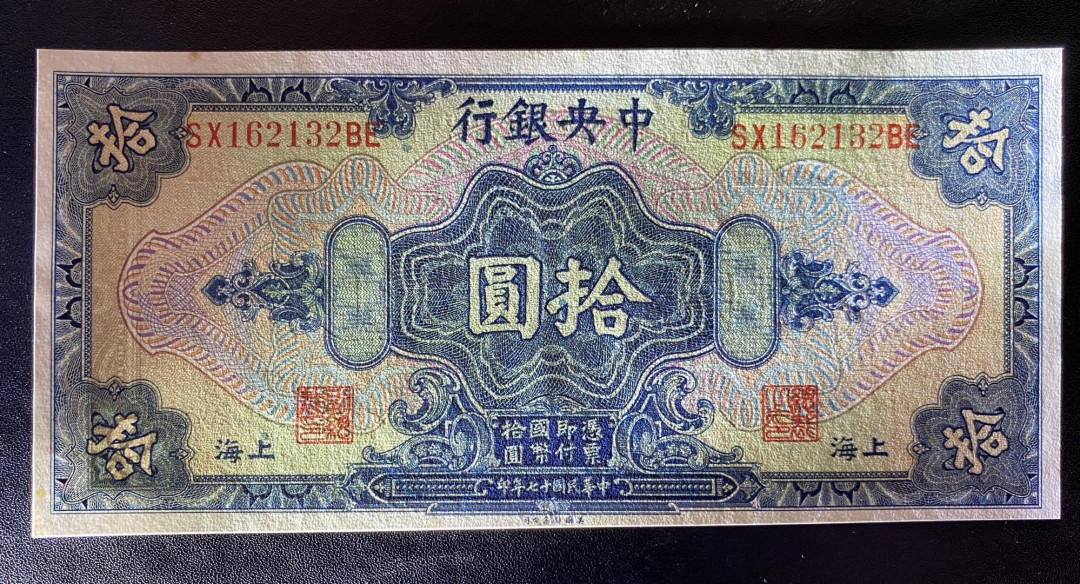 中央銀行
拾
SX162132BE
SX162132BE
拾
拾圓
上海
上海
憑票
即付
國幣
拾圓
拾
拾
中華民國十七年印